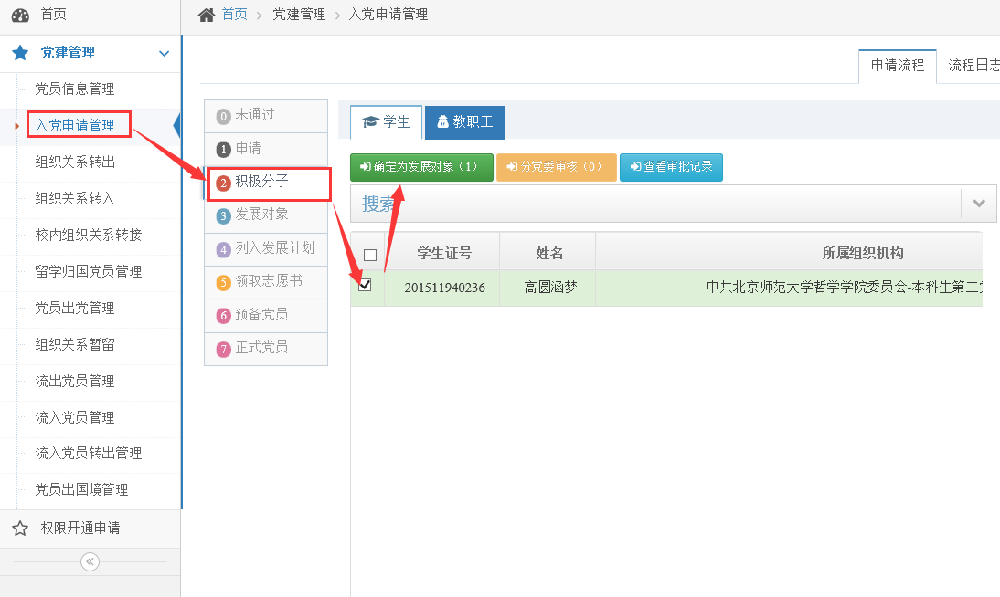 首页
党建管理
党员信息管理
入党申请管理
组织关系转出
组织关系转入
校内组织关系转接
留学归国党员管理
党员出党管理
组织关系暂留
流出党员管理
流入党员管理
流入党员转出管理
党员出国境管理
权限开通申请
首页 > 党建管理 > 入党申请管理
申请流程 流程日志
0 未通过
1 申请
2 积极分子
3 发展对象
4 列入发展计划
5 领取志愿书
6 预备党员
7 正式党员
学生 教职工
确定为发展对象（1） 分党委审核（0） 查看审批记录
搜索
学生证号 姓名 所属组织机构
201511940236 高圆涵梦 中共北京师范大学哲学学院委员会-本科生第二